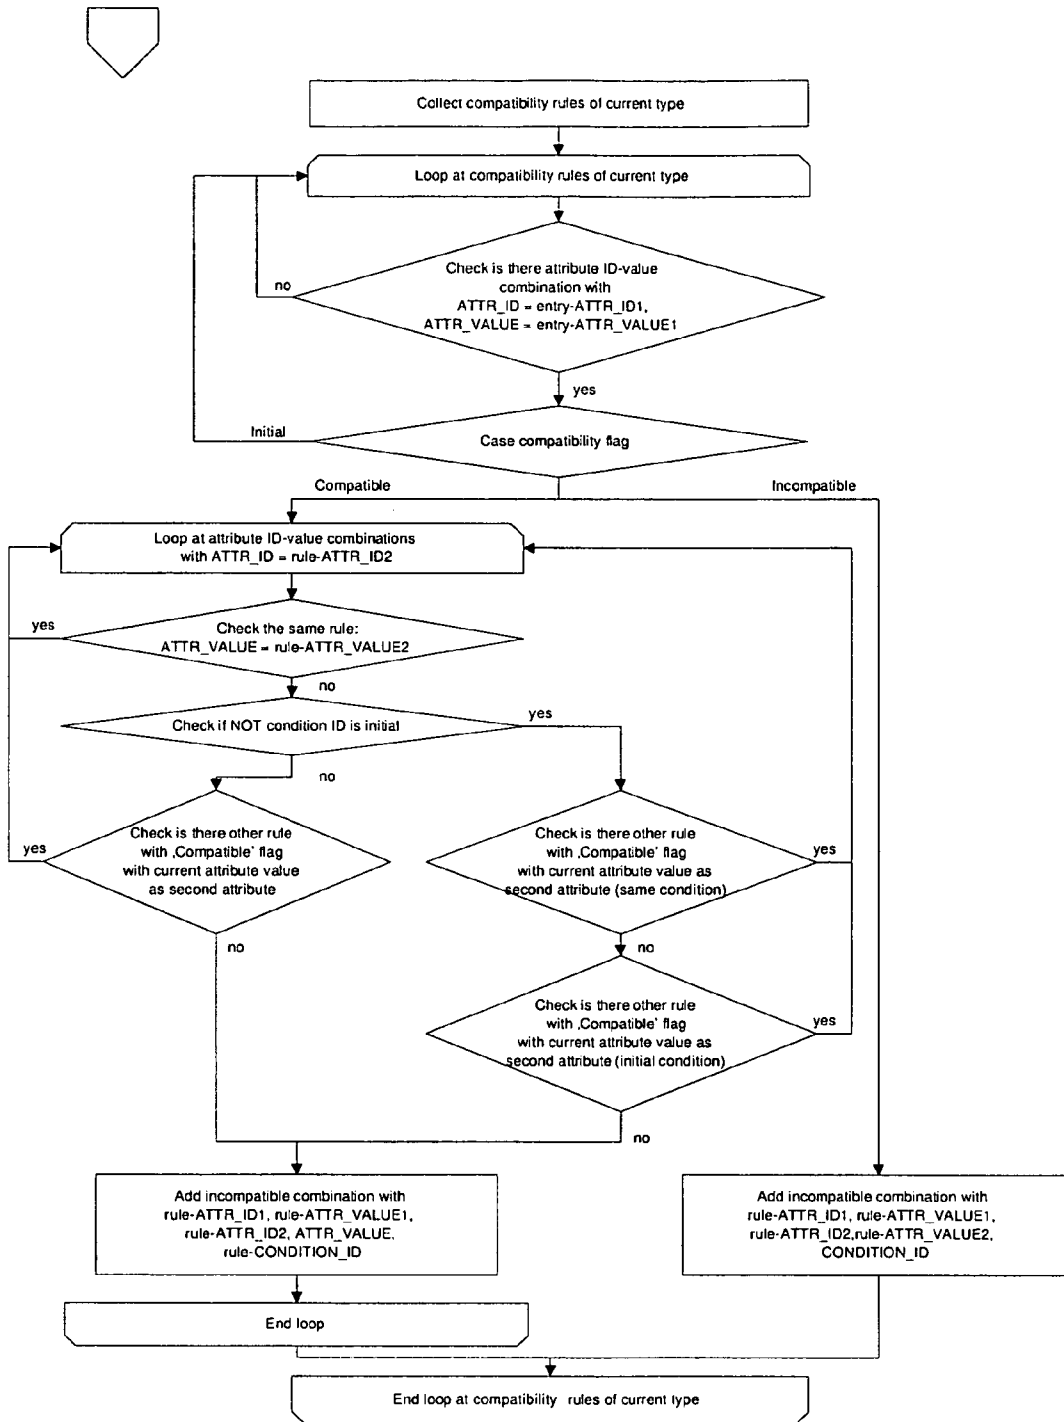 Collect compatibility rules of current type
Loop at compatibility rules of current type
Check is there attribute ID-value
combination with
ATTR_ID = entry-ATTR_ID1,
ATTR_VALUE = entry-ATTR_VALUE1
no
yes
Case compatibility flag
Initial
Compatible
Incompatible
Loop at attribute ID-value combinations
with ATTR_ID = rule-ATTR_ID2
Check the same rule:
ATTR_VALUE = rule-ATTR_VALUE2
yes
no
Check if NOT condition ID is initial
yes
no
Check is there other rule
with ‚Compatible' flag
with current attribute value
as second attribute
yes
no
Check is there other rule
with ‚Compatible' flag
with current attribute value as
second attribute (same condition)
yes
no
Check is there other rule
with ‚Compatible' flag
with current attribute value as
second attribute (initial condition)
yes
no
Add incompatible combination with
rule-ATTR_ID1, rule-ATTR_VALUE1,
rule-ATTR_ID2, ATTR_VALUE,
rule-CONDITION_ID
Add incompatible combination with
rule-ATTR_ID1, rule-ATTR_VALUE1,
rule-ATTR_ID2,rule-ATTR_VALUE2,
CONDITION_ID
End loop
End loop at compatibility rules of current type